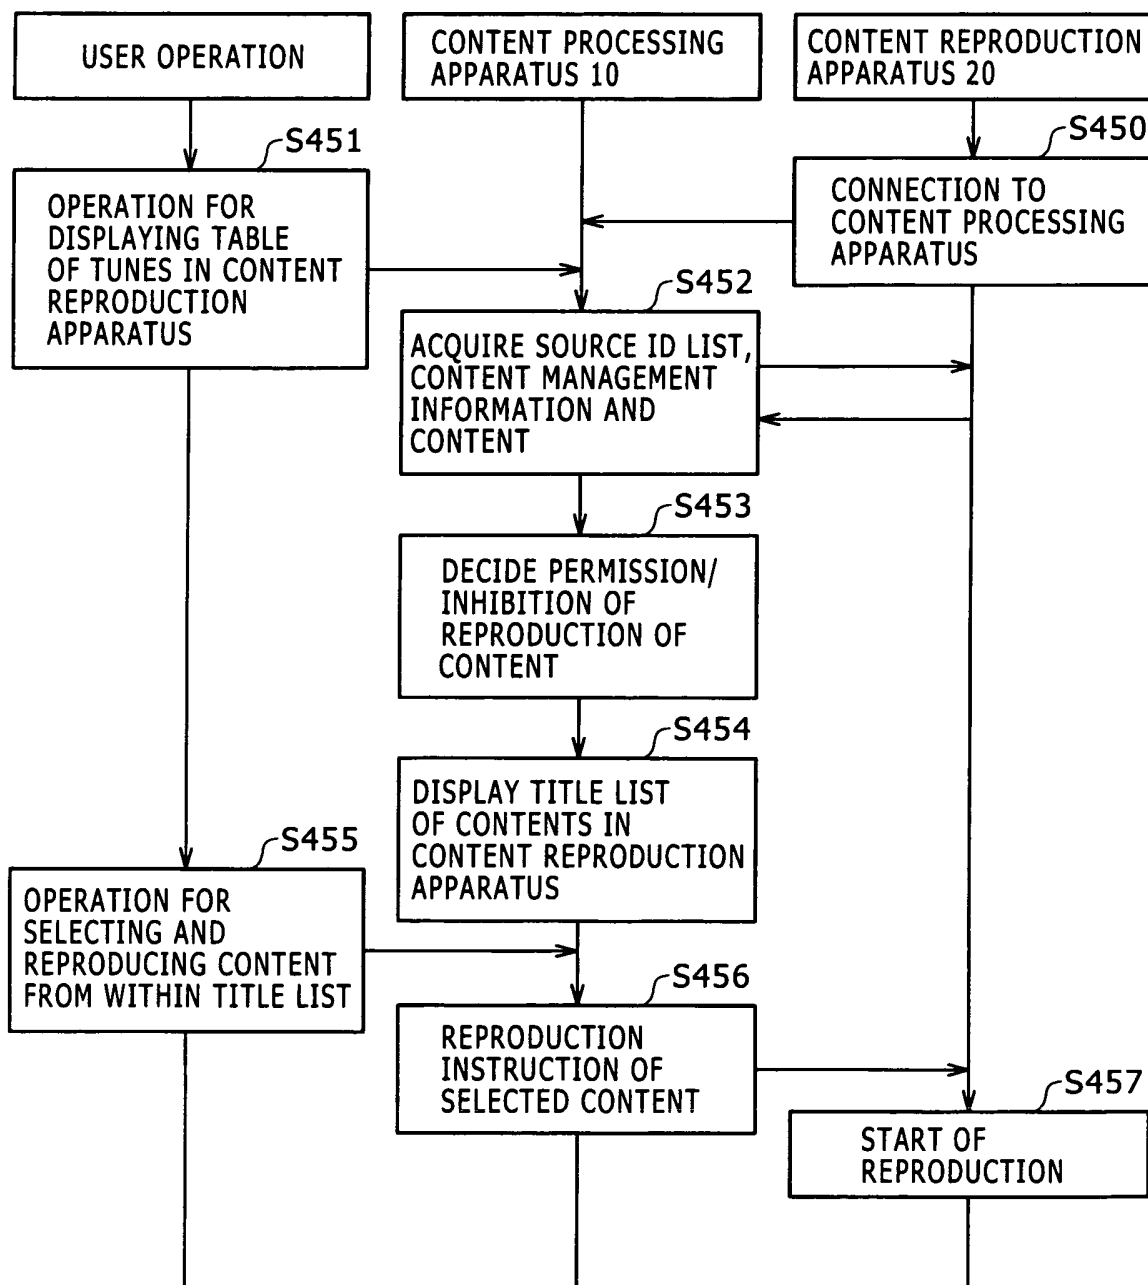 USER OPERATION
CONTENT PROCESSING
APPARATUS 10
CONTENT REPRODUCTION
APPARATUS 20
S451
S450
OPERATION FOR
DISPLAYING TABLE
OF TUNES IN CONTENT
REPRODUCTION
APPARATUS
CONNECTION TO
CONTENT PROCESSING
APPARATUS
S452
ACQUIRE SOURCE ID LIST,
CONTENT MANAGEMENT
INFORMATION AND
CONTENT
S453
DECIDE PERMISSION/
INHIBITION OF
REPRODUCTION OF
CONTENT
S454
DISPLAY TITLE LIST
OF CONTENTS IN
CONTENT REPRODUCTION
APPARATUS
S455
OPERATION FOR
SELECTING AND
REPRODUCING CONTENT
FROM WITHIN TITLE LIST
S456
REPRODUCTION
INSTRUCTION OF
SELECTED CONTENT
S457
START OF
REPRODUCTION